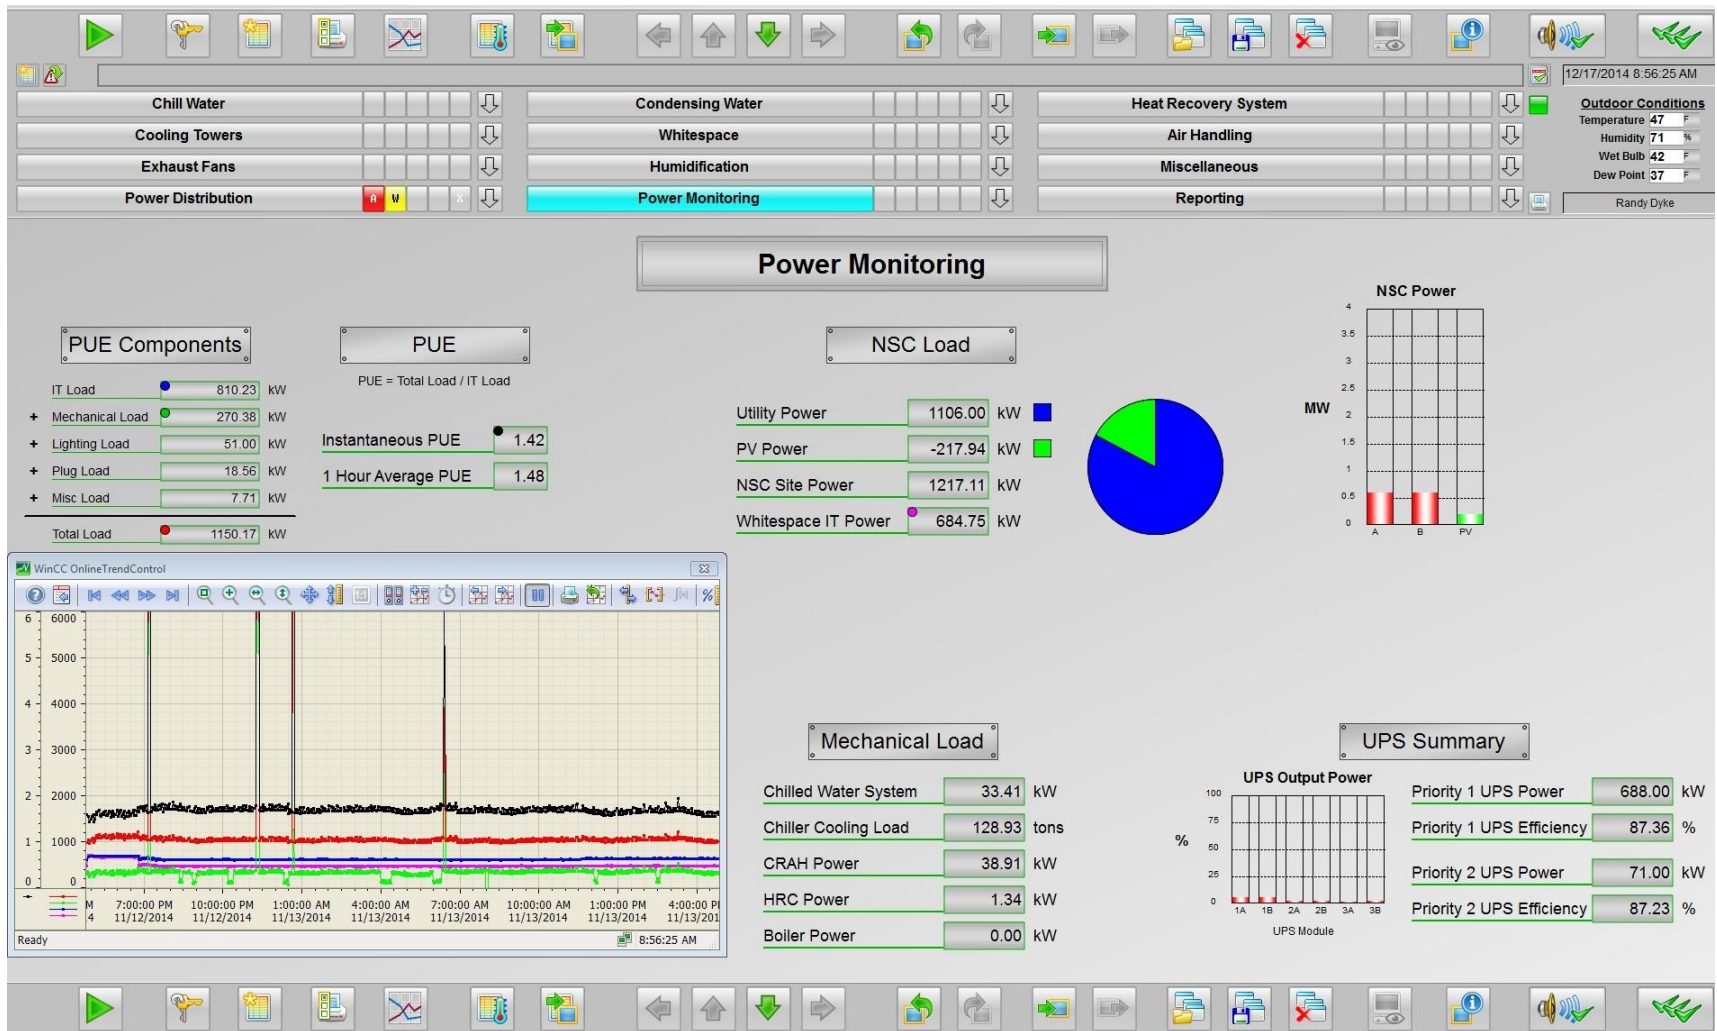 12/17/2014 8:56:25 AM
Chill Water
Condensing Water
Heat Recovery System
Outdoor Conditions
Temperature 47 F
Cooling Towers
Whitespace
Air Handling
Humidity 71 %
Exhaust Fans
Humidification
Miscellaneous
Wet Bulb 42 F
Dew Point 37 F
Power Distribution A W X
Power Monitoring
Reporting
Randy Dyke
Power Monitoring
PUE Components
IT Load 810.23 kW
+ Mechanical Load 270.38 kW
+ Lighting Load 51.00 kW
+ Plug Load 18.56 kW
+ Misc Load 7.71 kW
Total Load 1150.17 kW
PUE
PUE = Total Load / IT Load
Instantaneous PUE 1.42
1 Hour Average PUE 1.48
NSC Load
Utility Power 1106.00 kW
PV Power -217.94 kW
NSC Site Power 1217.11 kW
Whitespace IT Power 684.75 kW
NSC Power
4
3.5
3
2.5
MW 2
1.5
1
0.5
0
A B PV
WinCC OnlineTrendControl
6 6000
5 5000
4 4000
3 3000
2 2000
1 1000
0 0
M 7:00:00 PM 10:00:00 PM 1:00:00 AM 4:00:00 AM 7:00:00 AM 10:00:00 AM 1:00:00 PM 4:00:00 P
4 11/12/2014 11/12/2014 11/13/2014 11/13/2014 11/13/2014 11/13/2014 11/13/2014 11/13/201
Ready 8:56:25 AM
Mechanical Load
Chilled Water System 33.41 kW
Chiller Cooling Load 128.93 tons
CRAH Power 38.91 kW
HRC Power 1.34 kW
Boiler Power 0.00 kW
UPS Summary
UPS Output Power
100
75
%
50
25
0
1A 1B 2A 2B 3A 3B
UPS Module
Priority 1 UPS Power 688.00 kW
Priority 1 UPS Efficiency 87.36 %
Priority 2 UPS Power 71.00 kW
Priority 2 UPS Efficiency 87.23 %